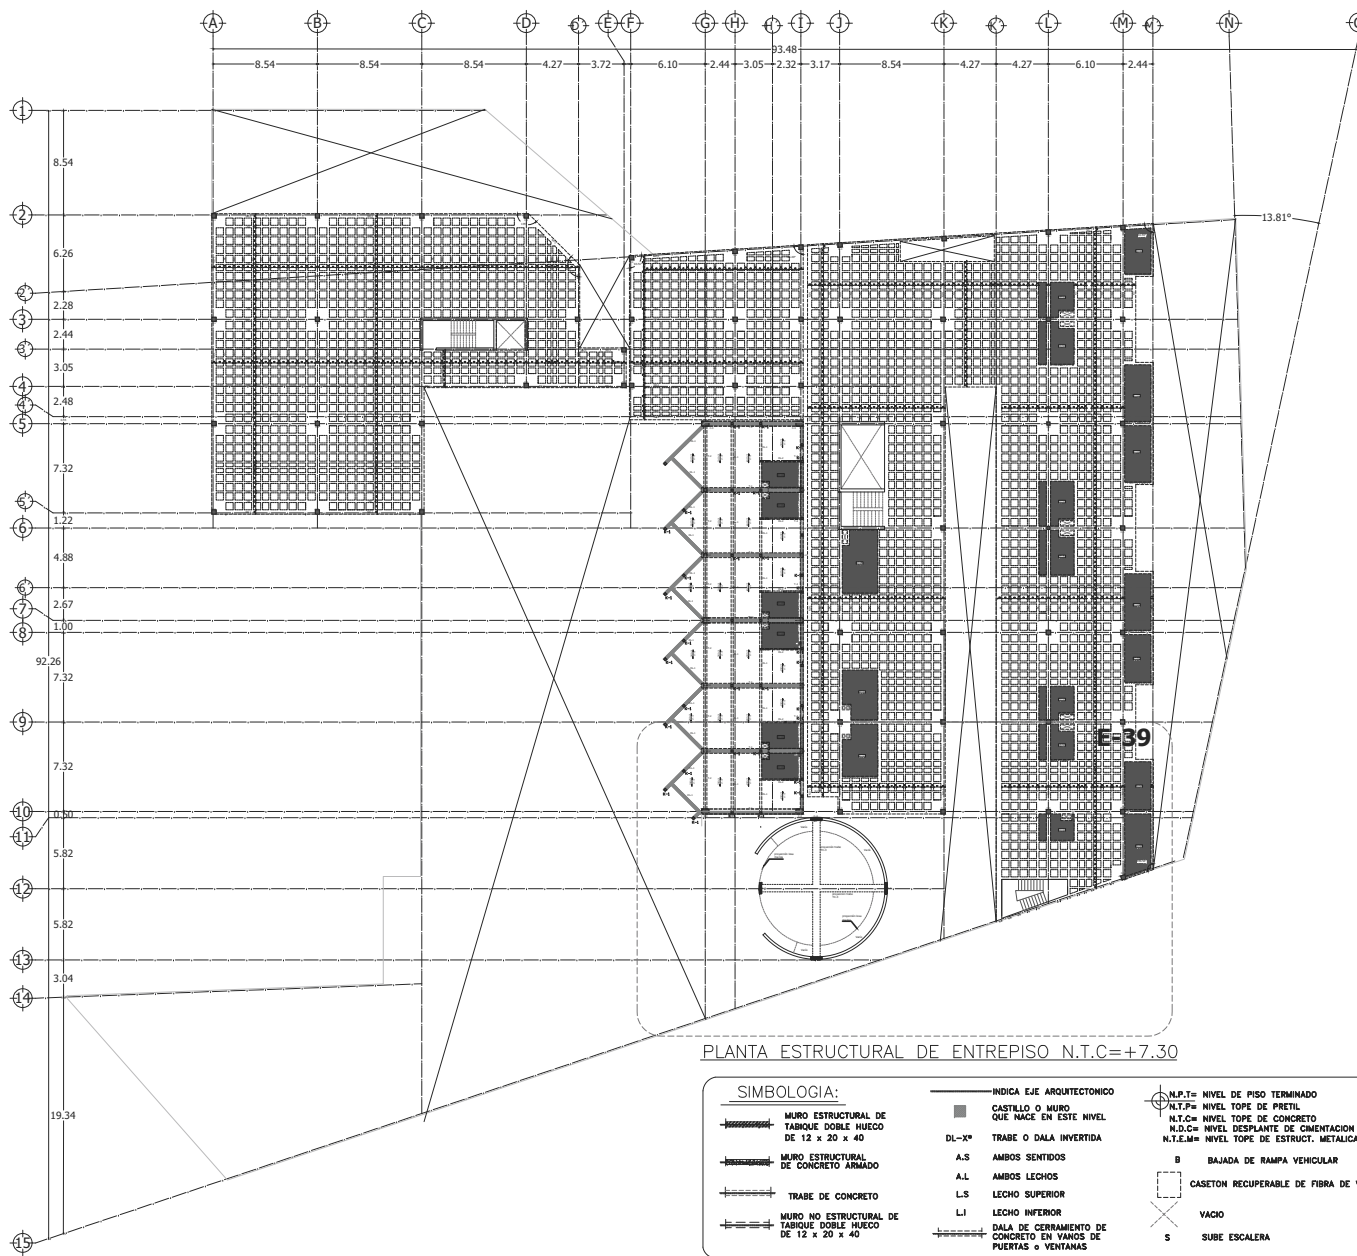 A B C D D' E F G H H' I J K K' L M M' N
93.48
8.54 8.54 8.54 4.27 3.72 6.10 2.44 3.05 2.32 3.17 8.54 4.27 4.27 6.10 2.44
1
8.54
2
13.81°
6.26
2'
2.28
3
2.44
3'
3.05
4
2.48
4'
5
7.32
5'
1.22
6
4.88
6'
2.67
7
1.00
8
92.26
7.32
9
E-39
7.32
10
0.50
11
5.82
12
5.82
13
3.04
14
19.34
15
PLANTA ESTRUCTURAL DE ENTREPISO N.T.C=+7.30
SIMBOLOGIA:
MURO ESTRUCTURAL DE
TABIQUE DOBLE HUECO
DE 12 x 20 x 40
MURO ESTRUCTURAL
DE CONCRETO ARMADO
TRABE DE CONCRETO
MURO NO ESTRUCTURAL DE
TABIQUE DOBLE HUECO
DE 12 x 20 x 40
INDICA EJE ARQUITECTONICO
CASTILLO O MURO
QUE NACE EN ESTE NIVEL
DL-X* TRABE O DALA INVERTIDA
A.S AMBOS SENTIDOS
A.L AMBOS LECHOS
L.S LECHO SUPERIOR
L.I LECHO INFERIOR
DALA DE CERRAMIENTO DE
CONCRETO EN VANOS DE
PUERTAS o VENTANAS
N.P.T= NIVEL DE PISO TERMINADO
N.T.P= NIVEL TOPE DE PRETIL
N.T.C= NIVEL TOPE DE CONCRETO
N.D.C= NIVEL DESPLANTE DE CIMENTACION
N.T.E.M= NIVEL TOPE DE ESTRUCT. METALICA
B BAJADA DE RAMPA VEHICULAR
CASETON RECUPERABLE DE FIBRA DE
VACIO
S SUBE ESCALERA